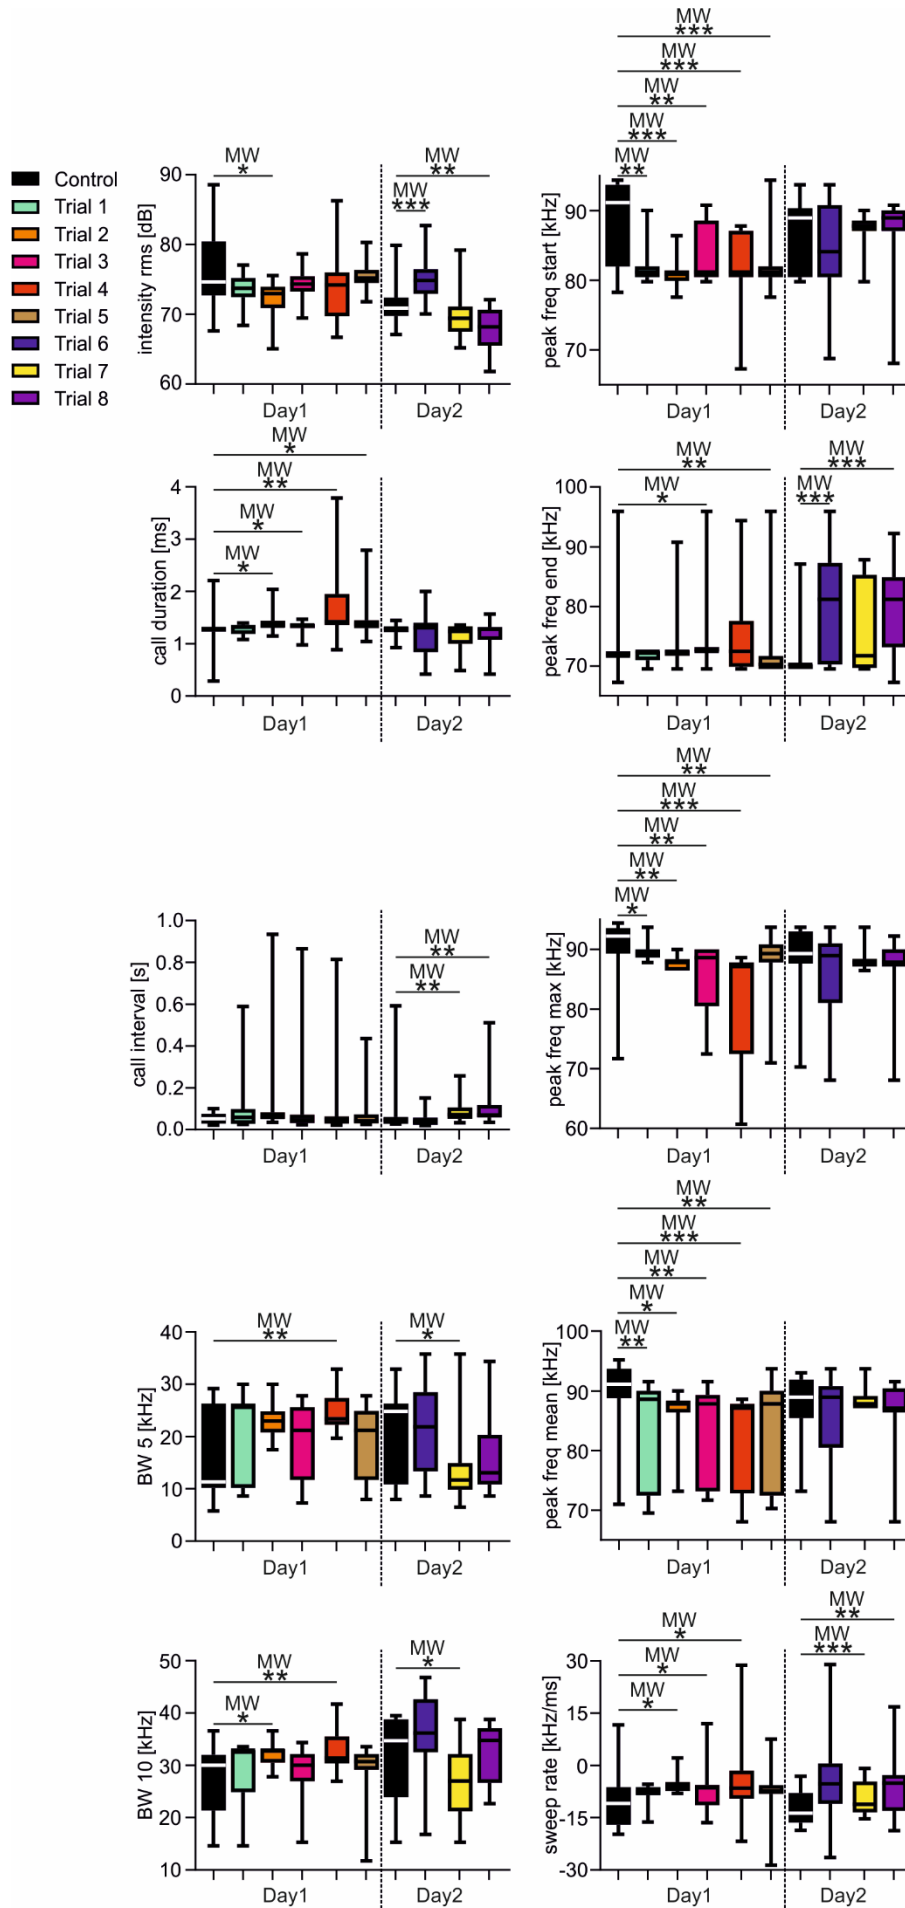 Control
Trial 1
Trial 2
Trial 3
Trial 4
Trial 5
Trial 6
Trial 7
Trial 8
MW
*
MW
**
MW
***
90
80
70
60
intensity rms [dB]
Day1
Day2
MW
***
MW
***
MW
**
MW
***
MW
**
90
80
70
peak freq start [kHz]
Day1
Day2
MW
*
MW
**
MW
*
MW
*
4
3
2
1
0
call duration [ms]
Day1
Day2
MW
**
MW
*
MW
***
MW
***
100
90
80
70
peak freq end [kHz]
Day1
Day2
MW
**
MW
**
1.0
0.8
0.6
0.4
0.2
0.0
call interval [s]
Day1
Day2
MW
**
MW
***
MW
**
MW
**
MW
*
90
80
70
60
peak freq max [kHz]
Day1
Day2
MW
**
MW
*
40
30
20
10
0
BW 5 [kHz]
Day1
Day2
MW
**
MW
***
MW
**
MW
*
MW
**
100
90
80
70
peak freq mean [kHz]
Day1
Day2
MW
**
MW
*
MW
*
50
40
30
20
10
BW 10 [kHz]
Day1
Day2
MW
*
MW
*
MW
*
MW
**
MW
***
30
15
0
-15
-30
sweep rate [kHz/ms]
Day1
Day2